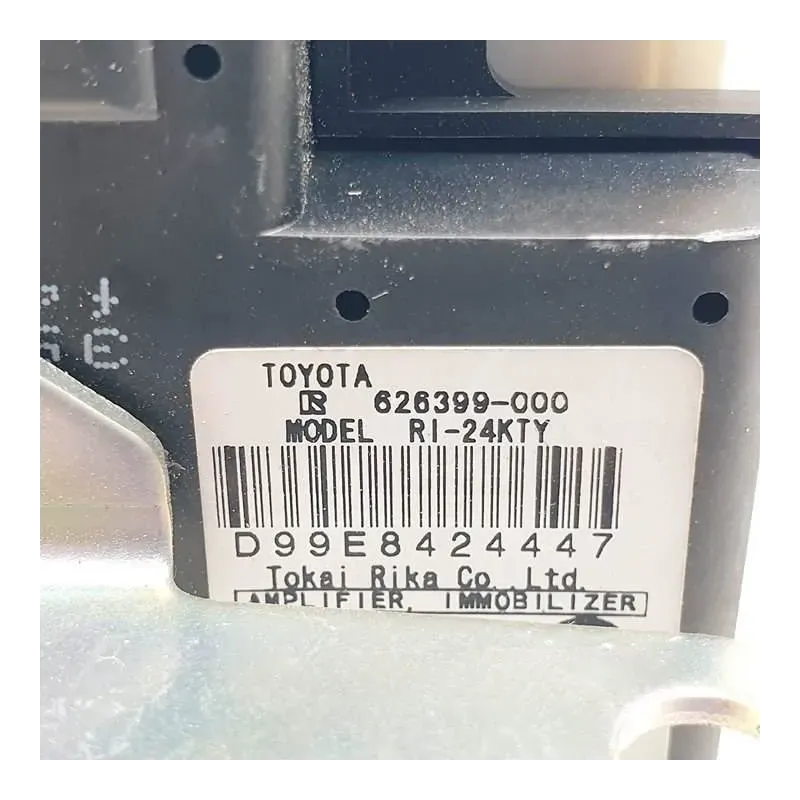 TOYOTA
R 626399-000
MODEL RI-24KTY
D99E8424447
Tokai Rika Co.,Ltd.
AMPLIFIER, IMMOBILIZER